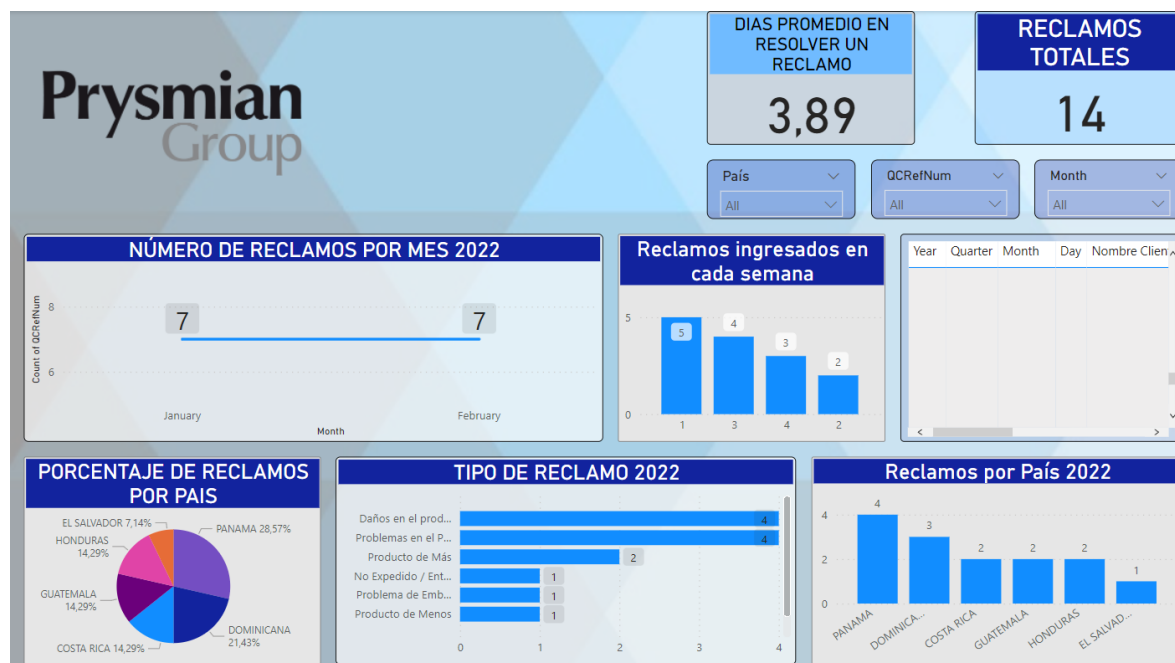 Prysmian
Group
DIAS PROMEDIO EN
RESOLVER UN
RECLAMO
3,89
RECLAMOS
TOTALES
14
País
All
QCRefNum
All
Month
All
NÚMERO DE RECLAMOS POR MES 2022
Count of QCRefNum
8
6
7
7
January
February
Month
Reclamos ingresados en
cada semana
5
0
5
4
3
2
1
3
4
2
Year Quarter Month Day Nombre Clien
PORCENTAJE DE RECLAMOS
POR PAIS
EL SALVADOR 7,14%
PANAMA 28,57%
HONDURAS
14,29%
GUATEMALA
14,29%
COSTA RICA 14,29%
DOMINICANA
21,43%
TIPO DE RECLAMO 2022
Daños en el prod... 4
Problemas en el P... 4
Producto de Más 2
No Expedido / Ent... 1
Problema de Emb... 1
Producto de Menos 1
0 1 2 3 4
Reclamos por País 2022
4
2
0
4
3
2
2
2
1
PANAMA
DOMINICA...
COSTA RICA
GUATEMALA
HONDURAS
EL SALVAD...